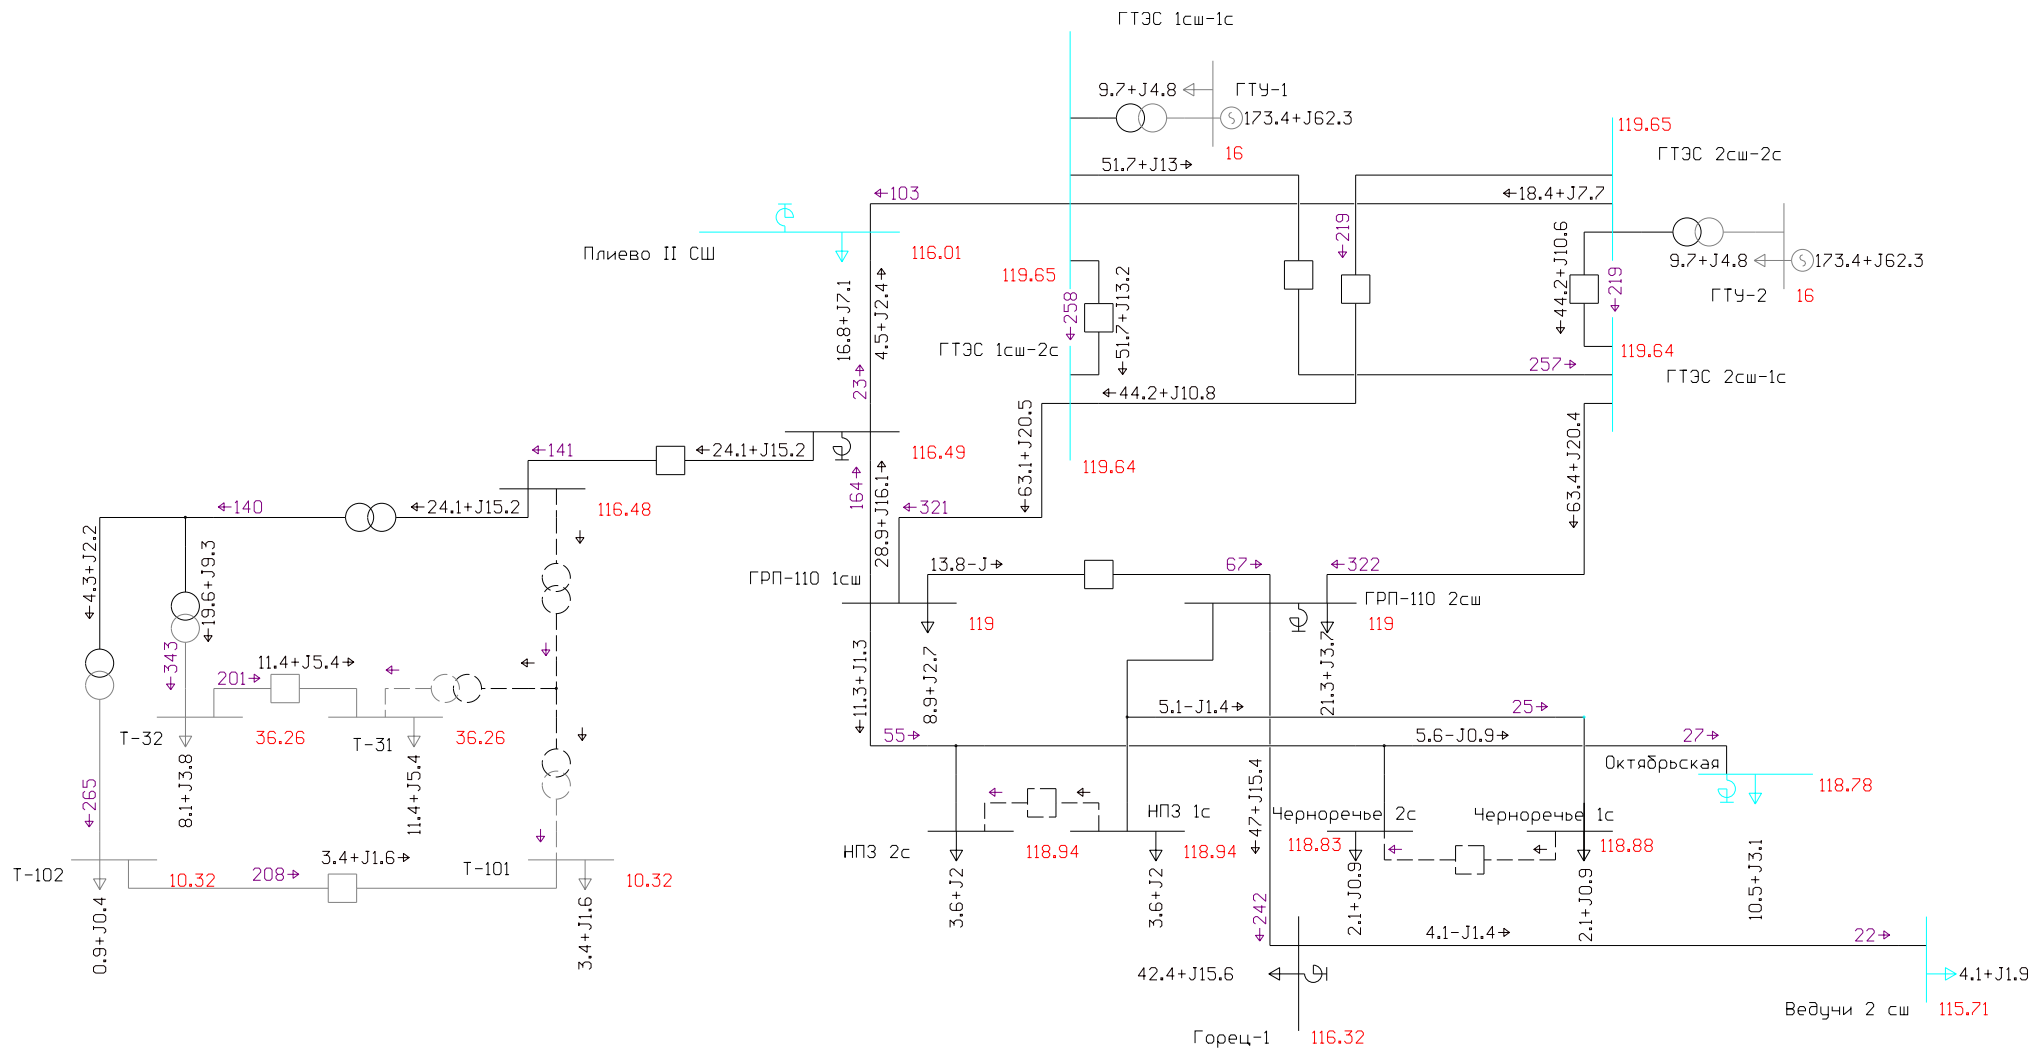 ГТЭС 1сш-1с
9.7+J4.8
ГТУ-1
173.4+J62.3
16
119.65
ГТЭС 2сш-2с
51.7+J13
103
18.4+J7.7
219
44.2+J10.6
9.7+J4.8
173.4+J62.3
219
ГТУ-2
16
Плиево II СШ
116.01
119.65
16.8+J7.1
4.5+J2.4
258
51.7+J13.2
ГТЭС 1сш-2с
119.64
257
ГТЭС 2сш-1с
23
44.2+J10.8
63.1+J20.5
63.4+J20.4
141
24.1+J15.2
116.49
119.64
164
28.9+J16.1
140
24.1+J15.2
116.48
321
4.3+J2.2
19.6+J9.3
ГРП-110 1сш
13.8-J
67
322
ГРП-110 2сш
119
119
343
201
11.4+J5.4
11.3+J1.3
8.9+J2.7
21.3+J3.7
5.1-J1.4
25
Т-32
36.26
Т-31
36.26
55
5.6-J0.9
27
Октябрьская
118.78
265
8.1+J3.8
11.4+J5.4
47+J15.4
НПЗ 1с
Черноречье 2с
Черноречье 1с
НПЗ 2с
118.94
118.94
118.83
118.88
3.4+J1.6
Т-102
10.32
208
Т-101
10.32
0.9+J0.4
3.4+J1.6
3.6+J2
3.6+J2
242
2.1+J0.9
2.1+J0.9
10.5+J3.1
4.1-J1.4
22
42.4+J15.6
4.1+J1.9
Ведучи 2 сш
115.71
Горец-1
116.32